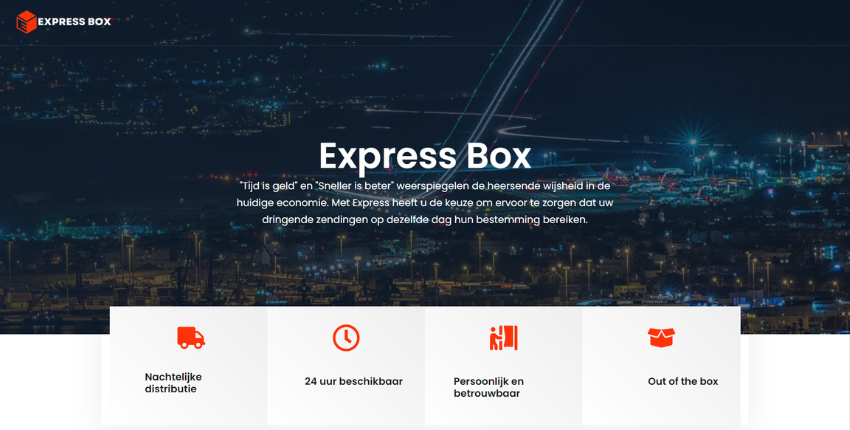 EXPRESS BOX
Express Box
"Tijd is geld" en "Sneller is beter" weerspiegelen de heersende wijsheid in de
huidige economie. Met Express heeft u de keuze om ervoor te zorgen dat uw
dringende zendingen op dezelfde dag hun bestemming bereiken.
Nachtelijke
distributie
24 uur beschikbaar
Persoonlijk en
betrouwbaar
Out of the box